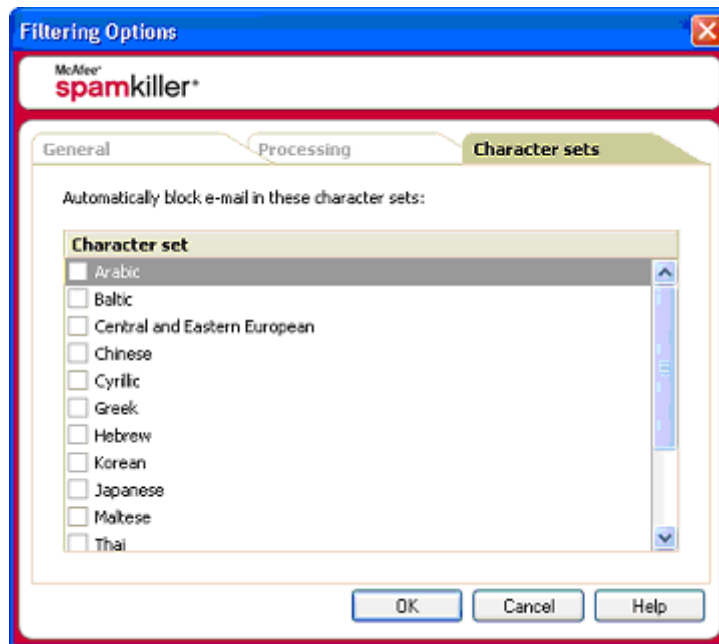 Filtering Options
McAfee®
spamkiller®
General Processing Character sets
Automatically block e-mail in these character sets:
Character set
Arabic
Baltic
Central and Eastern European
Chinese
Cyrillic
Greek
Hebrew
Korean
Japanese
Maltese
Thai
OK Cancel Help